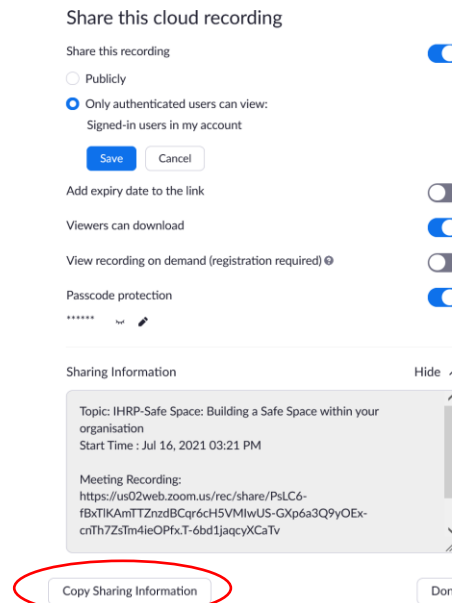 Share this cloud recording
Share this recording
Publicly
Only authenticated users can view:
Signed-in users in my account
Save Cancel
Add expiry date to the link
Viewers can download
View recording on demand (registration required)
Passcode protection
******
Sharing Information Hide
Topic: IHRP-Safe Space: Building a Safe Space within your
organisation
Start Time : Jul 16, 2021 03:21 PM
Meeting Recording:
https://us02web.zoom.us/rec/share/PsLC6-
fBxTlKAmTTZnzdBCqr6cH5VMIwUS-GXp6a3Q9yOEx-
cnTh7ZsTm4ieOPfx.T-6bd1jaqcyXCaTv
Copy Sharing Information